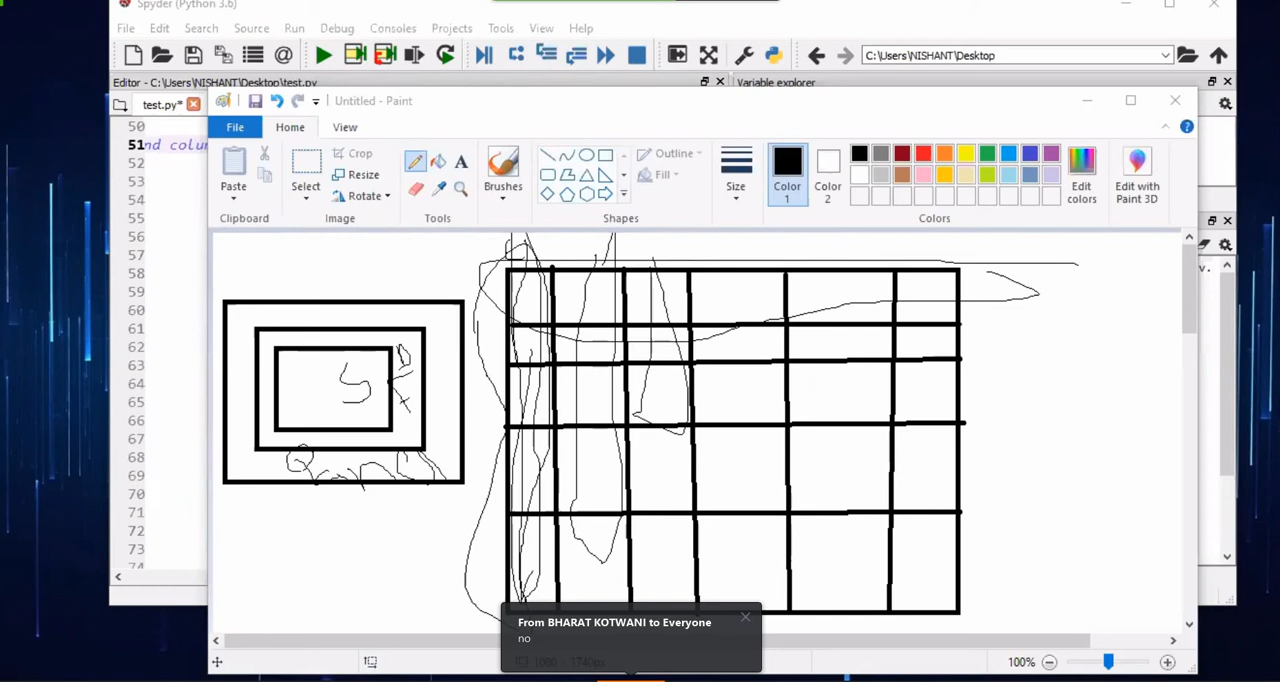 Spyder (Python 3.6)
File Edit Search Source Run Debug Consoles Projects Tools View Help
C:\Users\NISHANT\Desktop
Editor - C:\Users\NISHANT\Desktop\test.py
Variable explorer
test.py*
Untitled - Paint
File Home View
Paste
Clipboard
Select
Crop
Resize
Rotate
Image
A
Tools
Brushes
Outline
Fill
Shapes
Size
Color
1
Color
2
Edit
colors
Colors
Edit with
Paint 3D
50
51nd colum
52
53
54
55
56
57
58
59
60
61
62
63
64
65
66
67
68
69
70
71
72
73
74
v.
S
From BHARAT KOTWANI to Everyone
no
100%